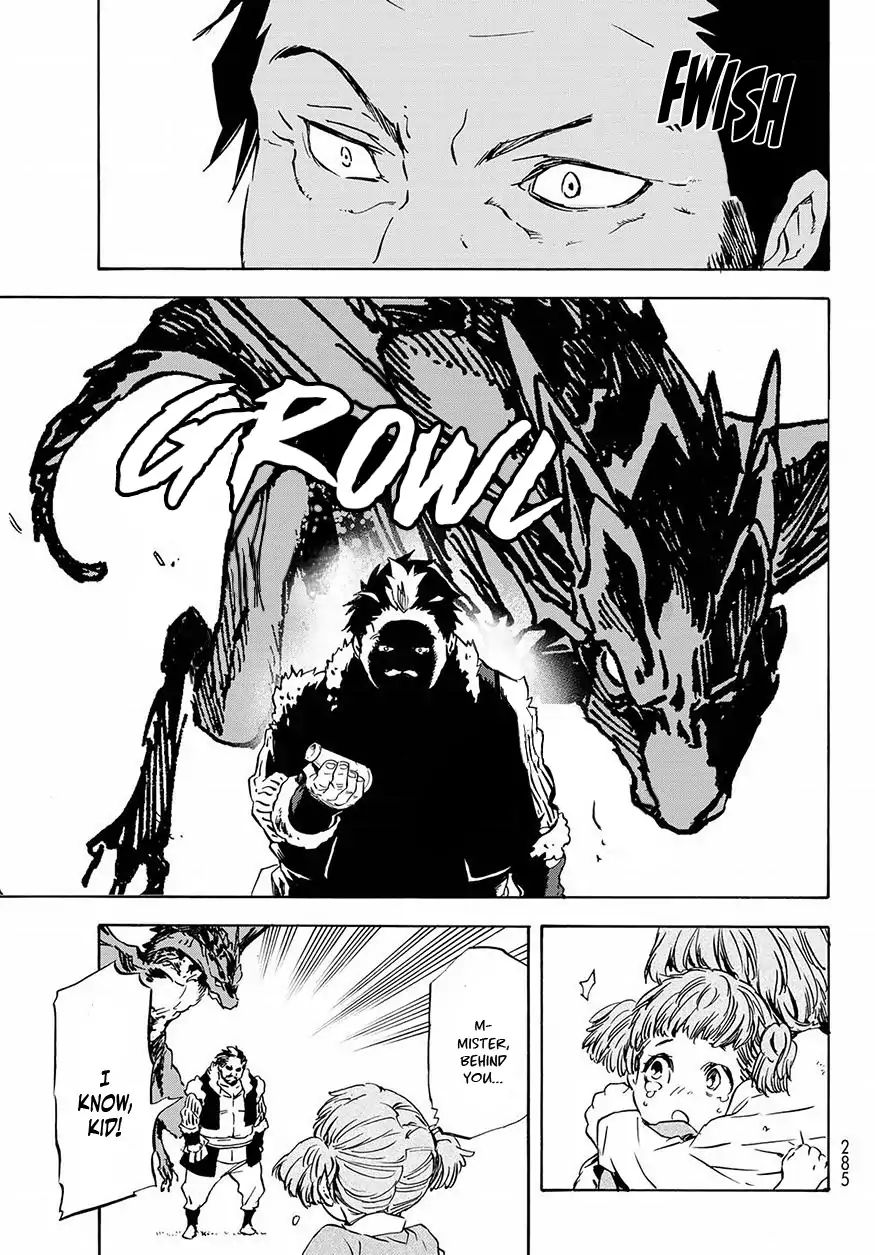 FWISH
GROWL
M-
MISTER,
BEHIND
YOU...
I
KNOW,
KID!
285